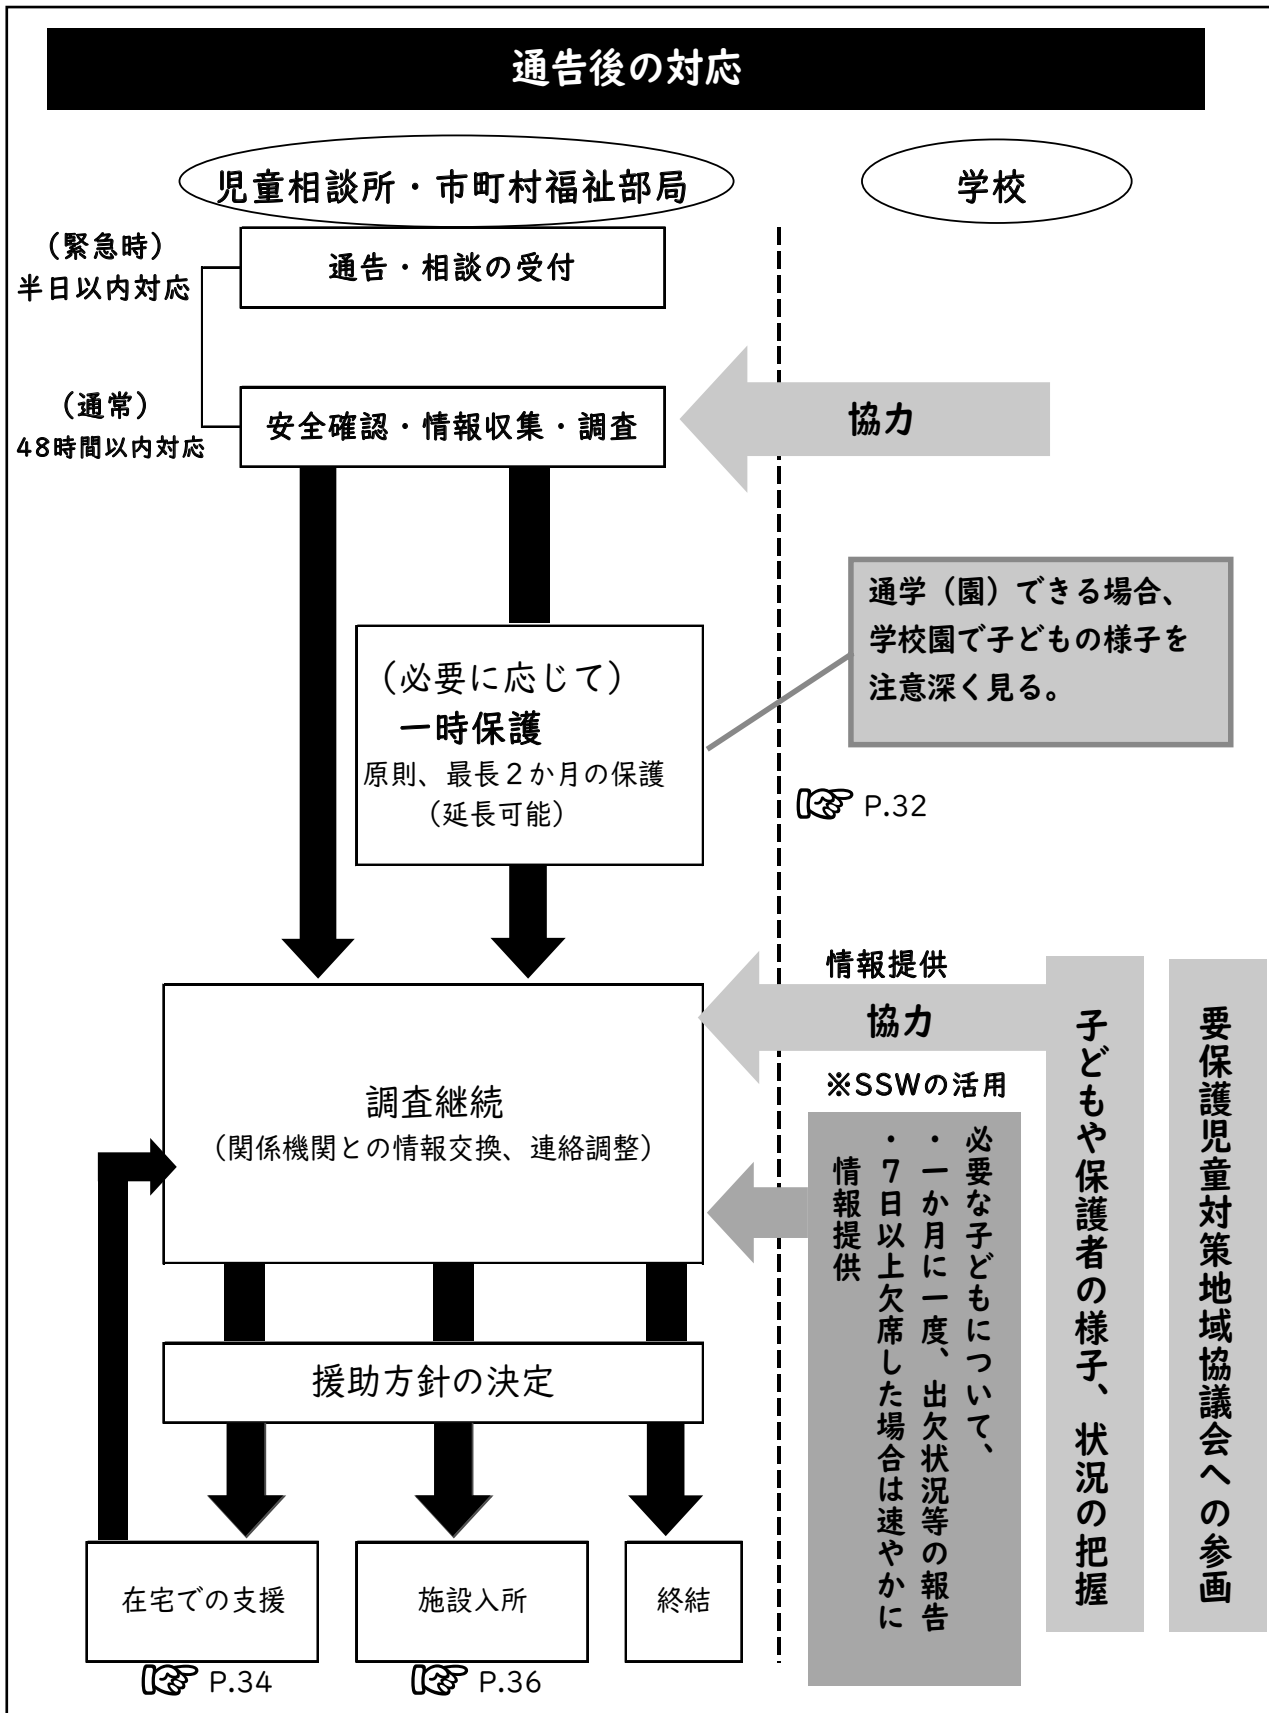 通告後の対応
児童相談所・市町村福祉部局
学校
（緊急時）
半日以内対応
通告・相談の受付
（通常）
48時間以内対応
安全確認・情報収集・調査
協力
通学（園）できる場合、
学校園で子どもの様子を
注意深く見る。
（必要に応じて）
一時保護
原則、最長２か月の保護
（延長可能）
P.32
情報提供
協力
※SSWの活用
調査継続
（関係機関との情報交換、連絡調整）
必要な子どもについて、
・一か月に一度、出欠状況等の報告
・７日以上欠席した場合は速やかに
情報提供
子どもや保護者の様子、状況の把握
要保護児童対策地域協議会への参画
援助方針の決定
在宅での支援
施設入所
終結
P.34
P.36